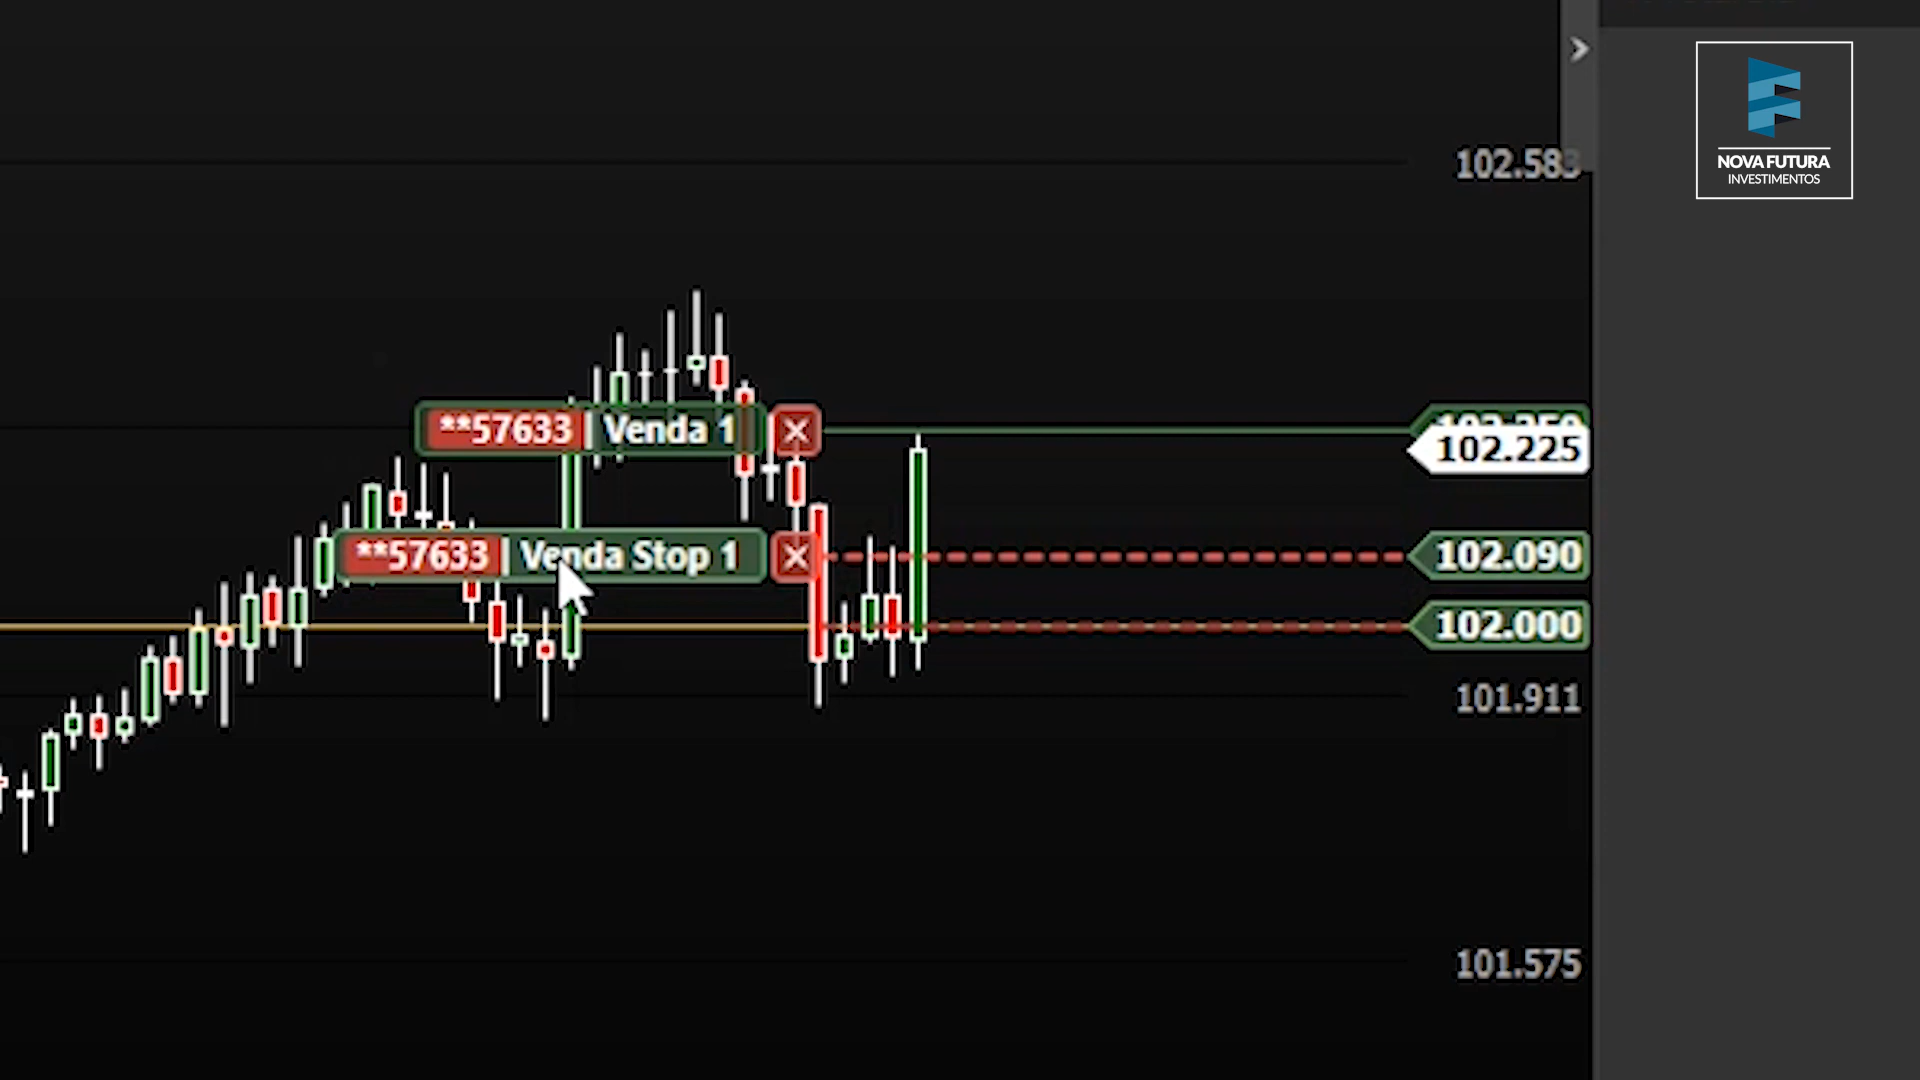 NOVA FUTURA
INVESTIMENTOS
102.583
**57633 | Venda 1
102.225
**57633 | Venda Stop 1
102.090
102.000
101.911
101.575